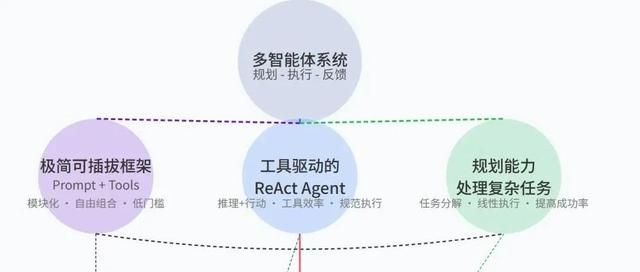 多智能体系统
规划 - 执行 - 反馈
极简可插拔框架
Prompt + Tools
模块化 • 自由组合 • 低门槛
工具驱动的
ReAct Agent
推理+行动 • 工具效率 • 规范执行
规划能力
处理复杂任务
任务分解 • 线性执行 • 提高成功率